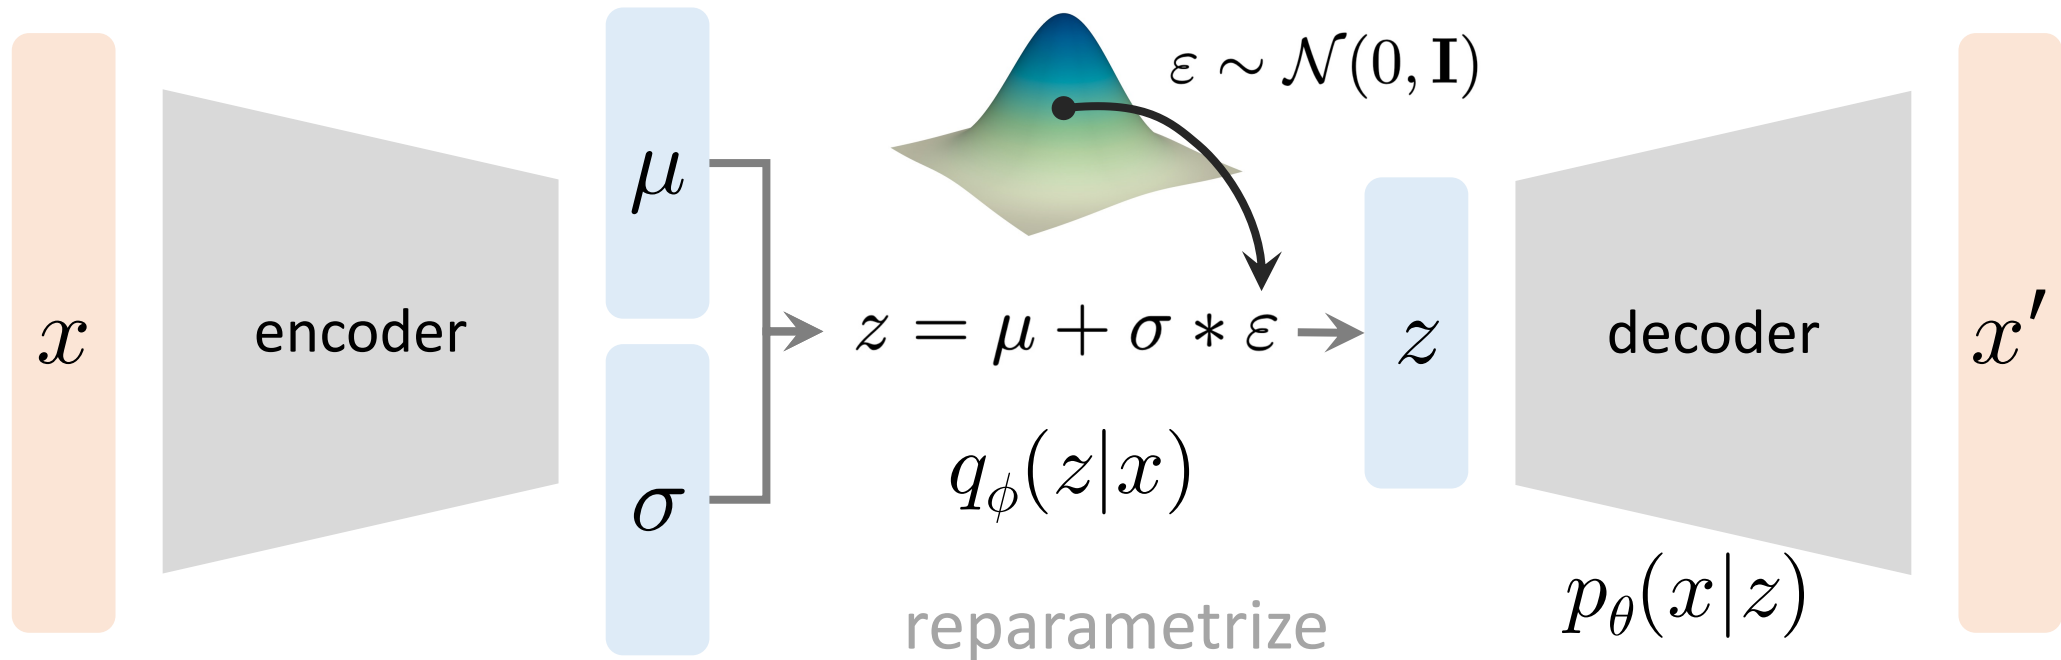 x
encoder
μ
σ
ε ∼ 𝒩(0, 𝐈)
z = μ + σ * ε
q_ϕ(z|x)
reparametrize
z
decoder
p_θ(x|z)
x′